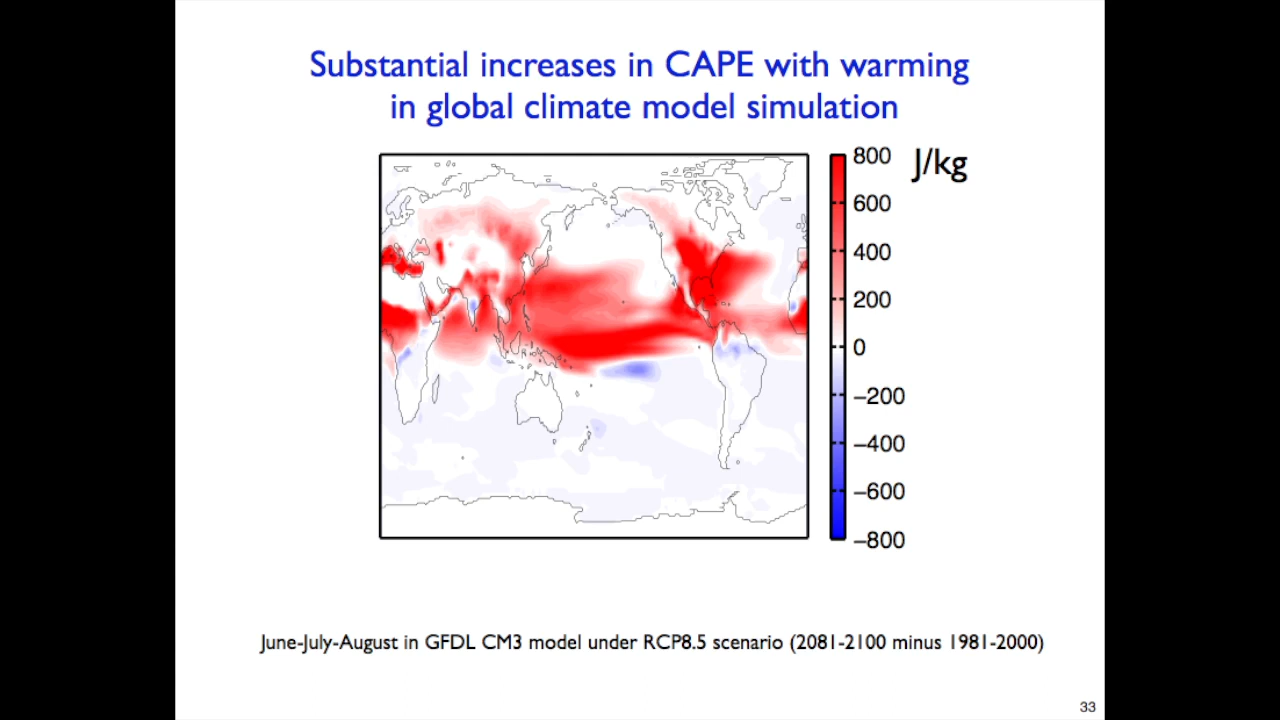 Substantial increases in CAPE with warming
in global climate model simulation
J/kg
800
600
400
200
0
−200
−400
−600
−800
June-July-August in GFDL CM3 model under RCP8.5 scenario (2081-2100 minus 1981-2000)
33